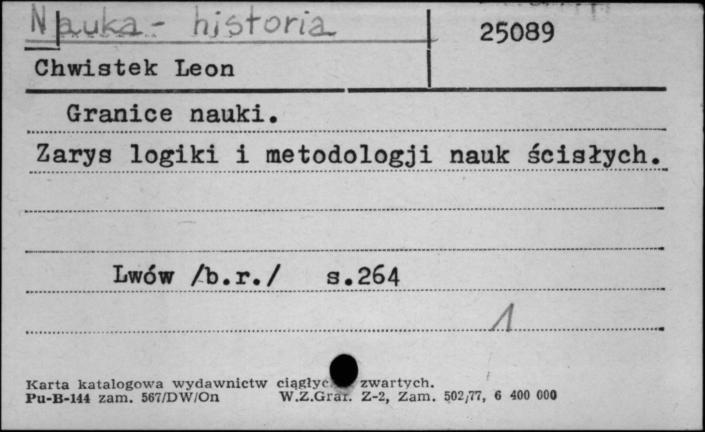 Nauka - historia
25089
Chwistek Leon
Granice nauki.
Zarys logiki i metodologji nauk ścisłych.
Lwów /b.r./ s.264
1
Karta katalogowa wydawnictw zwartych.
Pu-B-144 zam. 567/DW/On W.Z.Graf. Z-2, Zam. 502/77, 6 400 000